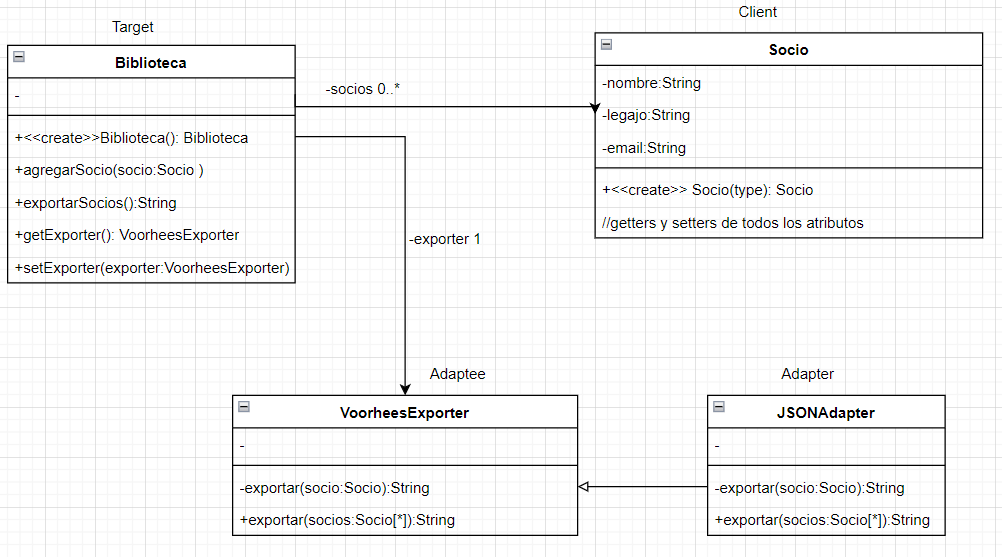 Target
Biblioteca
-
+<<create>>Biblioteca(): Biblioteca
+agregarSocio(socio:Socio )
+exportarSocios():String
+getExporter(): VoorheesExporter
+setExporter(exporter:VoorheesExporter)
-socios 0..*
Client
Socio
-nombre:String
-legajo:String
-email:String
+<<create>> Socio(type): Socio
//getters y setters de todos los atributos
-exporter 1
Adaptee
VoorheesExporter
-
-exportar(socio:Socio):String
+exportar(socios:Socio[*]):String
Adapter
JSONAdapter
-
-exportar(socio:Socio):String
+exportar(socios:Socio[*]):String